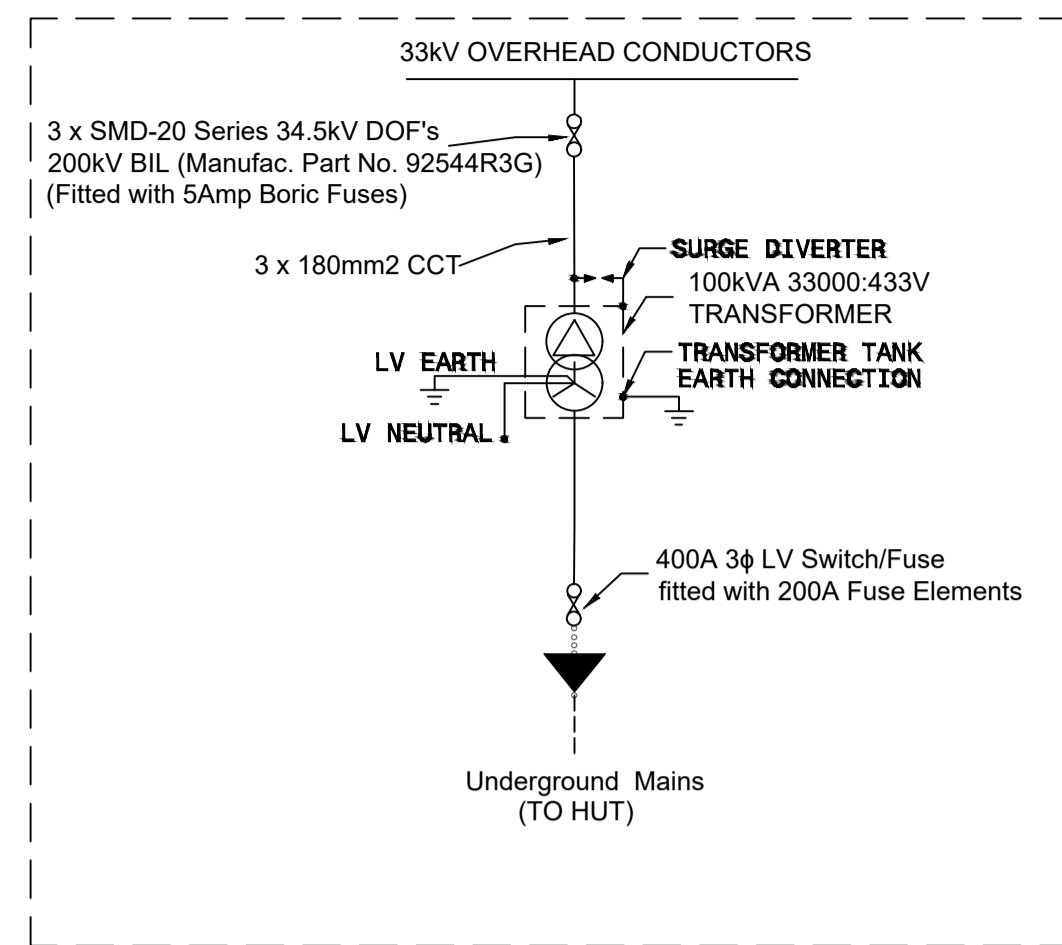 33kV OVERHEAD CONDUCTORS
3 x SMD-20 Series 34.5kV DOF's
200kV BIL (Manufac. Part No. 92544R3G)
(Fitted with 5Amp Boric Fuses)
3 x 180mm2 CCT
SURGE DIVERTER
100kVA 33000:433V
TRANSFORMER
LV EARTH
TRANSFORMER TANK
EARTH CONNECTION
LV NEUTRAL
400A 3ϕ LV Switch/Fuse
fitted with 200A Fuse Elements
Underground Mains
(TO HUT)